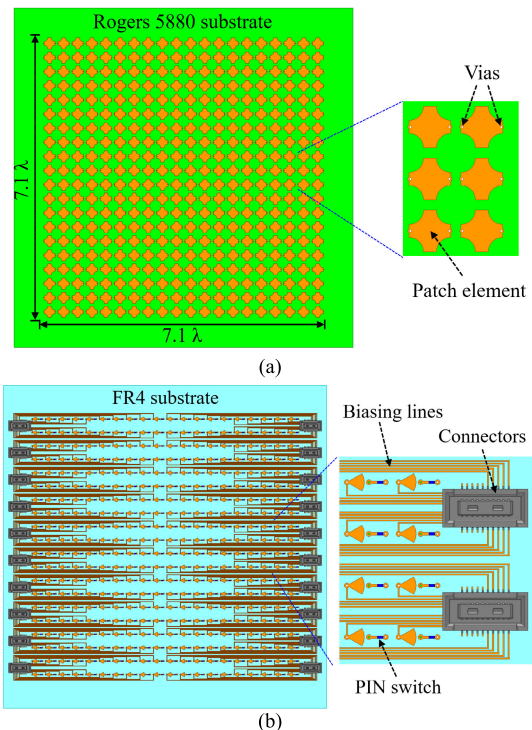 Rogers 5880 substrate
Vias
7.1 λ
Patch element
7.1 λ
(a)
FR4 substrate
Biasing lines
Connectors
PIN switch
(b)